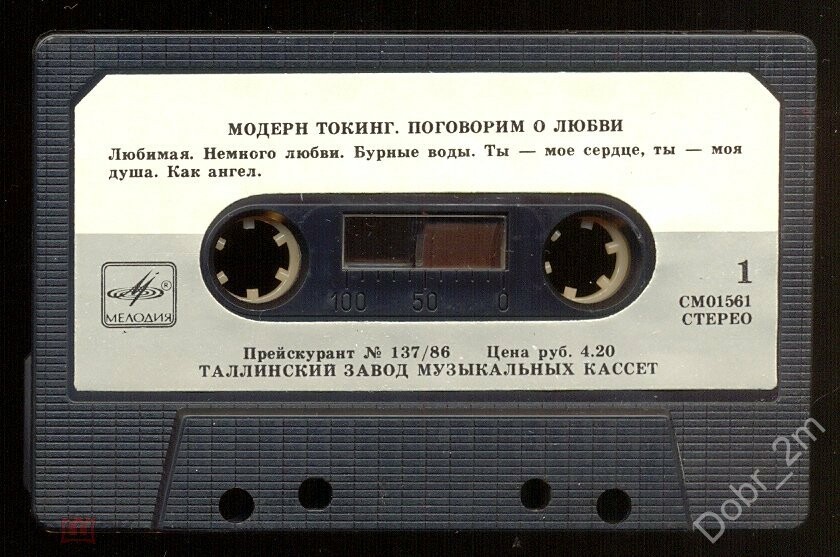 МОДЕРН ТОКИНГ. ПОГОВОРИМ О ЛЮБВИ
Любимая. Немного любви. Бурные воды. Ты — мое сердце, ты — моя
душа. Как ангел.
1
® МЕЛОДИЯ
СМ01561
СТЕРЕО
100 50 0
Прейскурант № 137/86 Цена руб. 4.20
ТАЛЛИНСКИЙ ЗАВОД МУЗЫКАЛЬНЫХ КАССЕТ
Dobr_2m